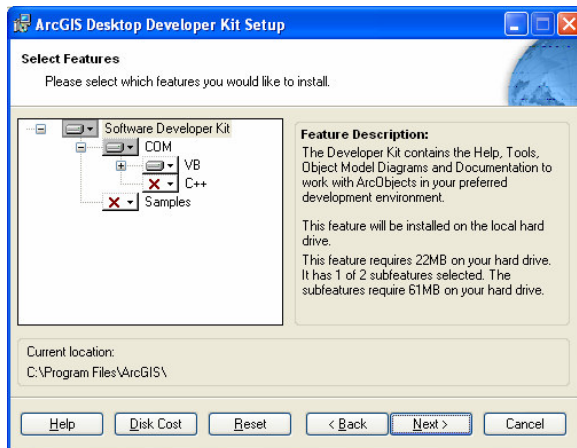 ArcGIS Desktop Developer Kit Setup
Select Features
Please select which features you would like to install.
Software Developer Kit
COM
VB
C++
Samples
Feature Description:
The Developer Kit contains the Help, Tools,
Object Model Diagrams and Documentation to
work with ArcObjects in your preferred
development environment.
This feature will be installed on the local hard
drive.
This feature requires 22MB on your hard drive.
It has 1 of 2 subfeatures selected. The
subfeatures require 61MB on your hard drive.
Current location:
C:\Program Files\ArcGIS\
Help Disk Cost Reset < Back Next > Cancel